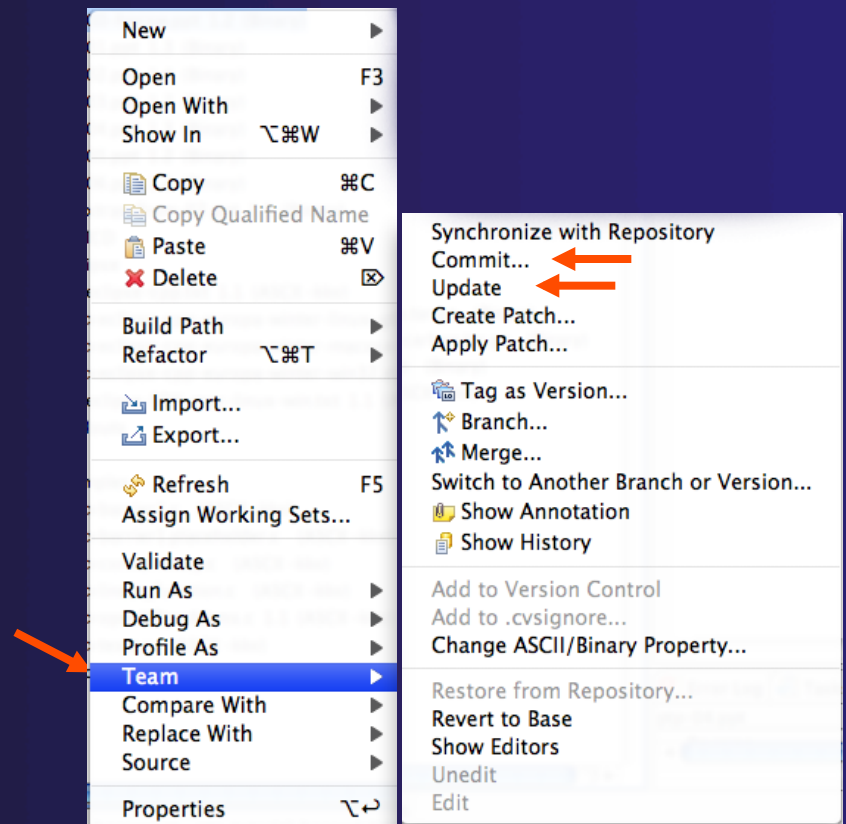 New
Open F3
Open With
Show In ⌥⌘W
Copy ⌘C
Copy Qualified Name
Paste ⌘V
Delete ⌦
Build Path
Refactor ⌥⌘T
Import...
Export...
Refresh F5
Assign Working Sets...
Validate
Run As
Debug As
Profile As
Team
Compare With
Replace With
Source
Properties ⌥↩
Synchronize with Repository
Commit...
Update
Create Patch...
Apply Patch...
Tag as Version...
Branch...
Merge...
Switch to Another Branch or Version...
Show Annotation
Show History
Add to Version Control
Add to .cvsignore...
Change ASCII/Binary Property...
Restore from Repository...
Revert to Base
Show Editors
Unedit
Edit